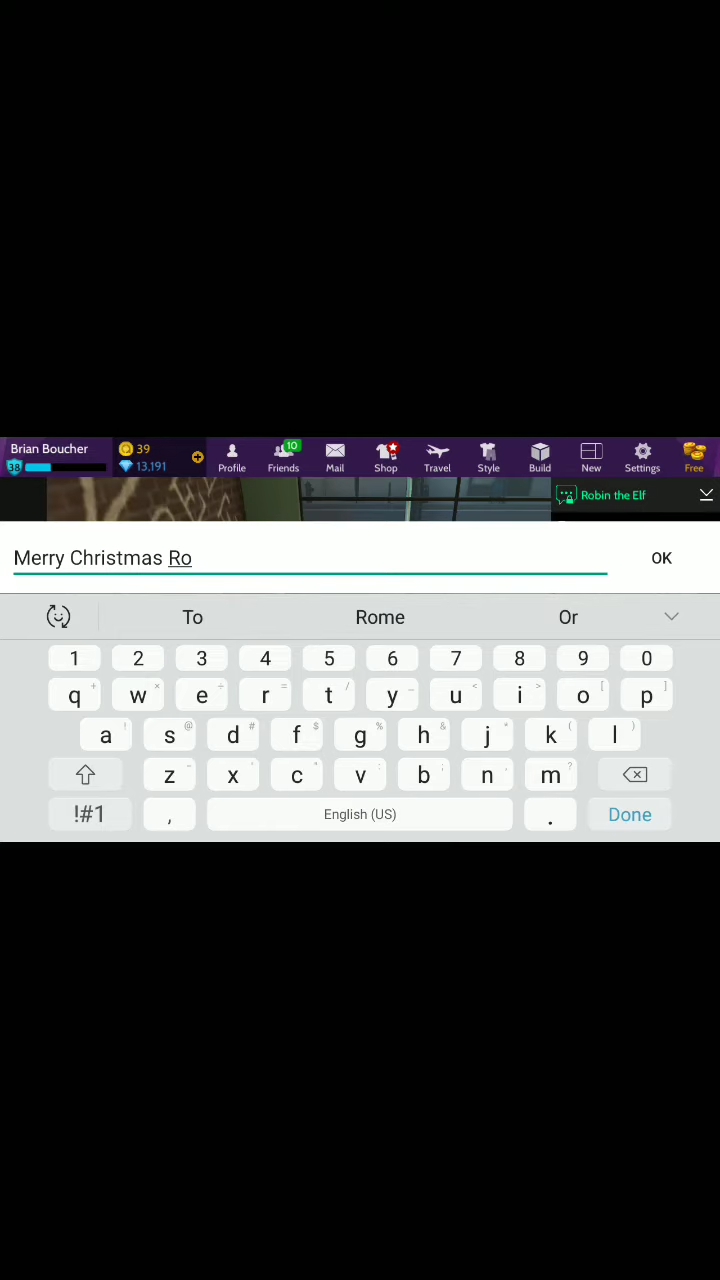 Brian Boucher
38
39
13,191
10
Profile Friends Mail Shop Travel Style Build New Settings Free
Robin the Elf
Merry Christmas Ro
OK
To Rome Or
1 2 3 4 5 6 7 8 9 0
q w e r t y u i o p
a s d f g h j k l
z x c v b n m
!#1 , English (US) . Done